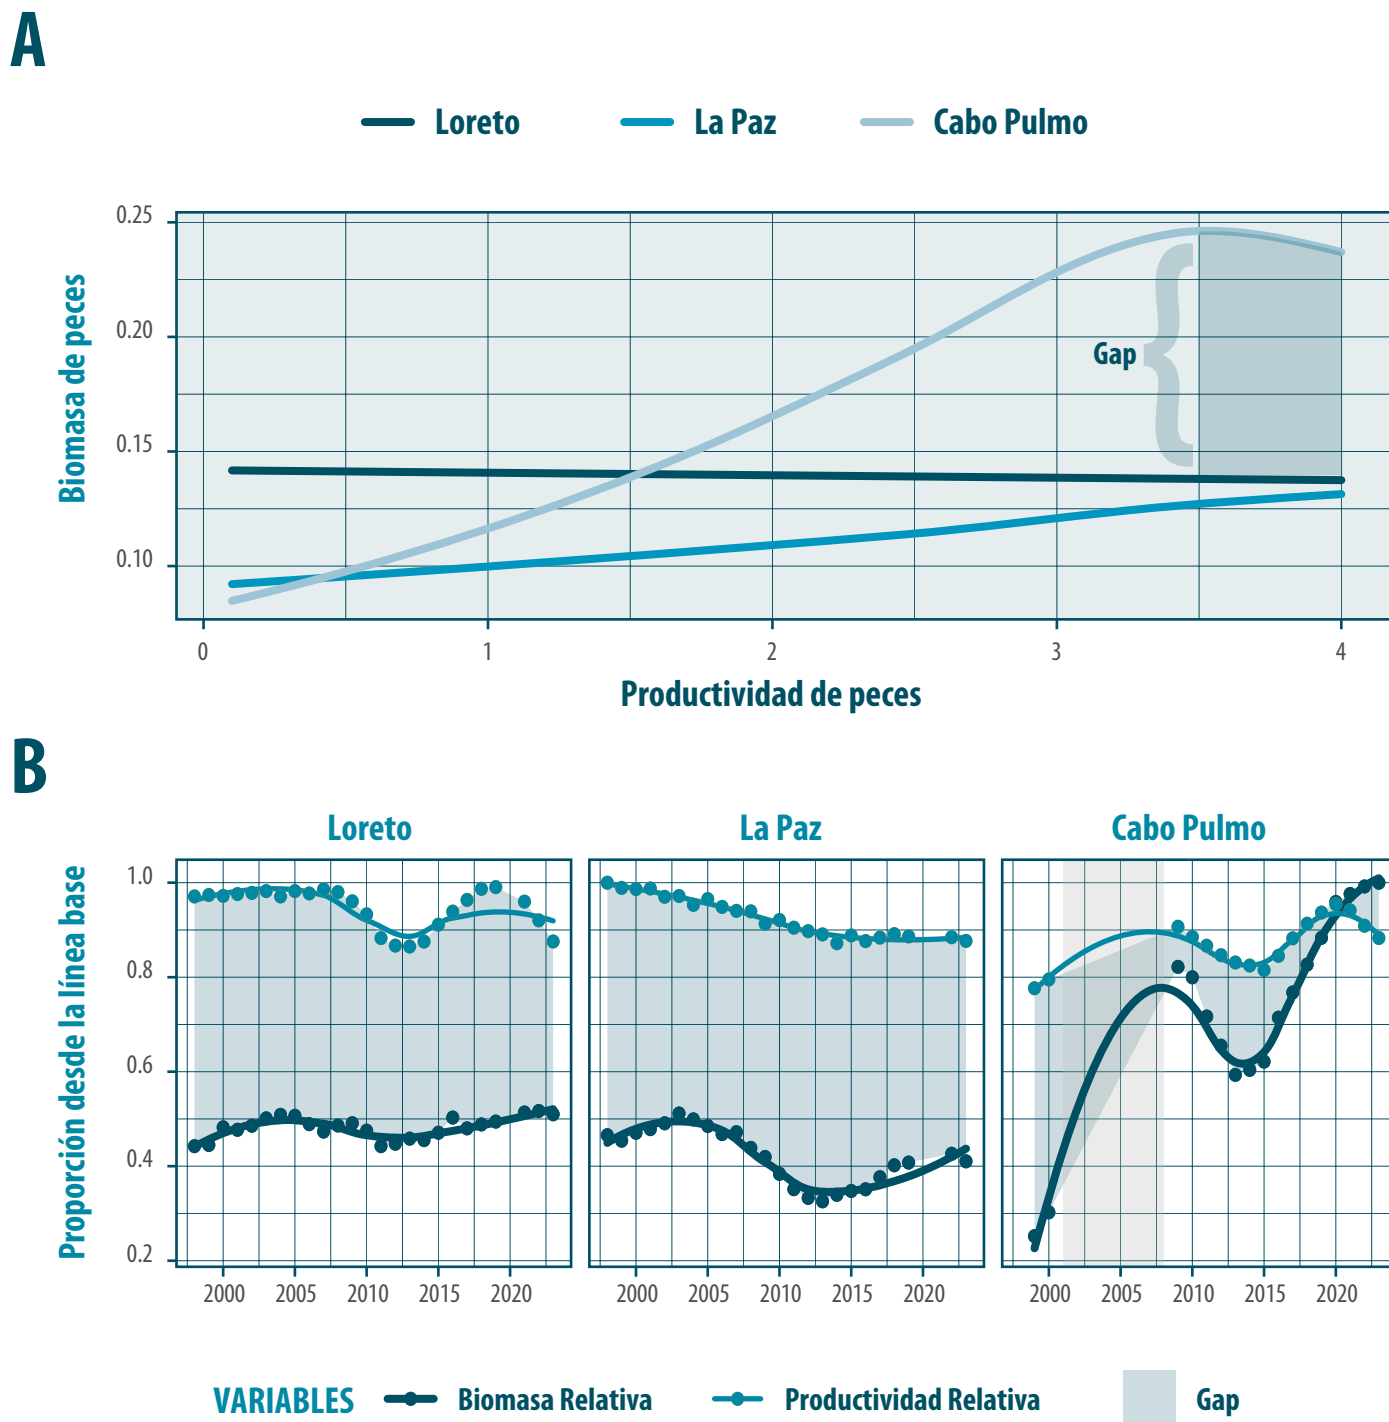 A
Loreto La Paz Cabo Pulmo
Biomasa de peces
0.25
0.20
0.15
0.10
Gap
0 1 2 3 4
Productividad de peces
B
Loreto La Paz Cabo Pulmo
Proporción desde la línea base
1.0
0.8
0.6
0.4
0.2
2000 2005 2010 2015 2020 2000 2005 2010 2015 2020 2000 2005 2010 2015 2020
VARIABLES Biomasa Relativa Productividad Relativa Gap